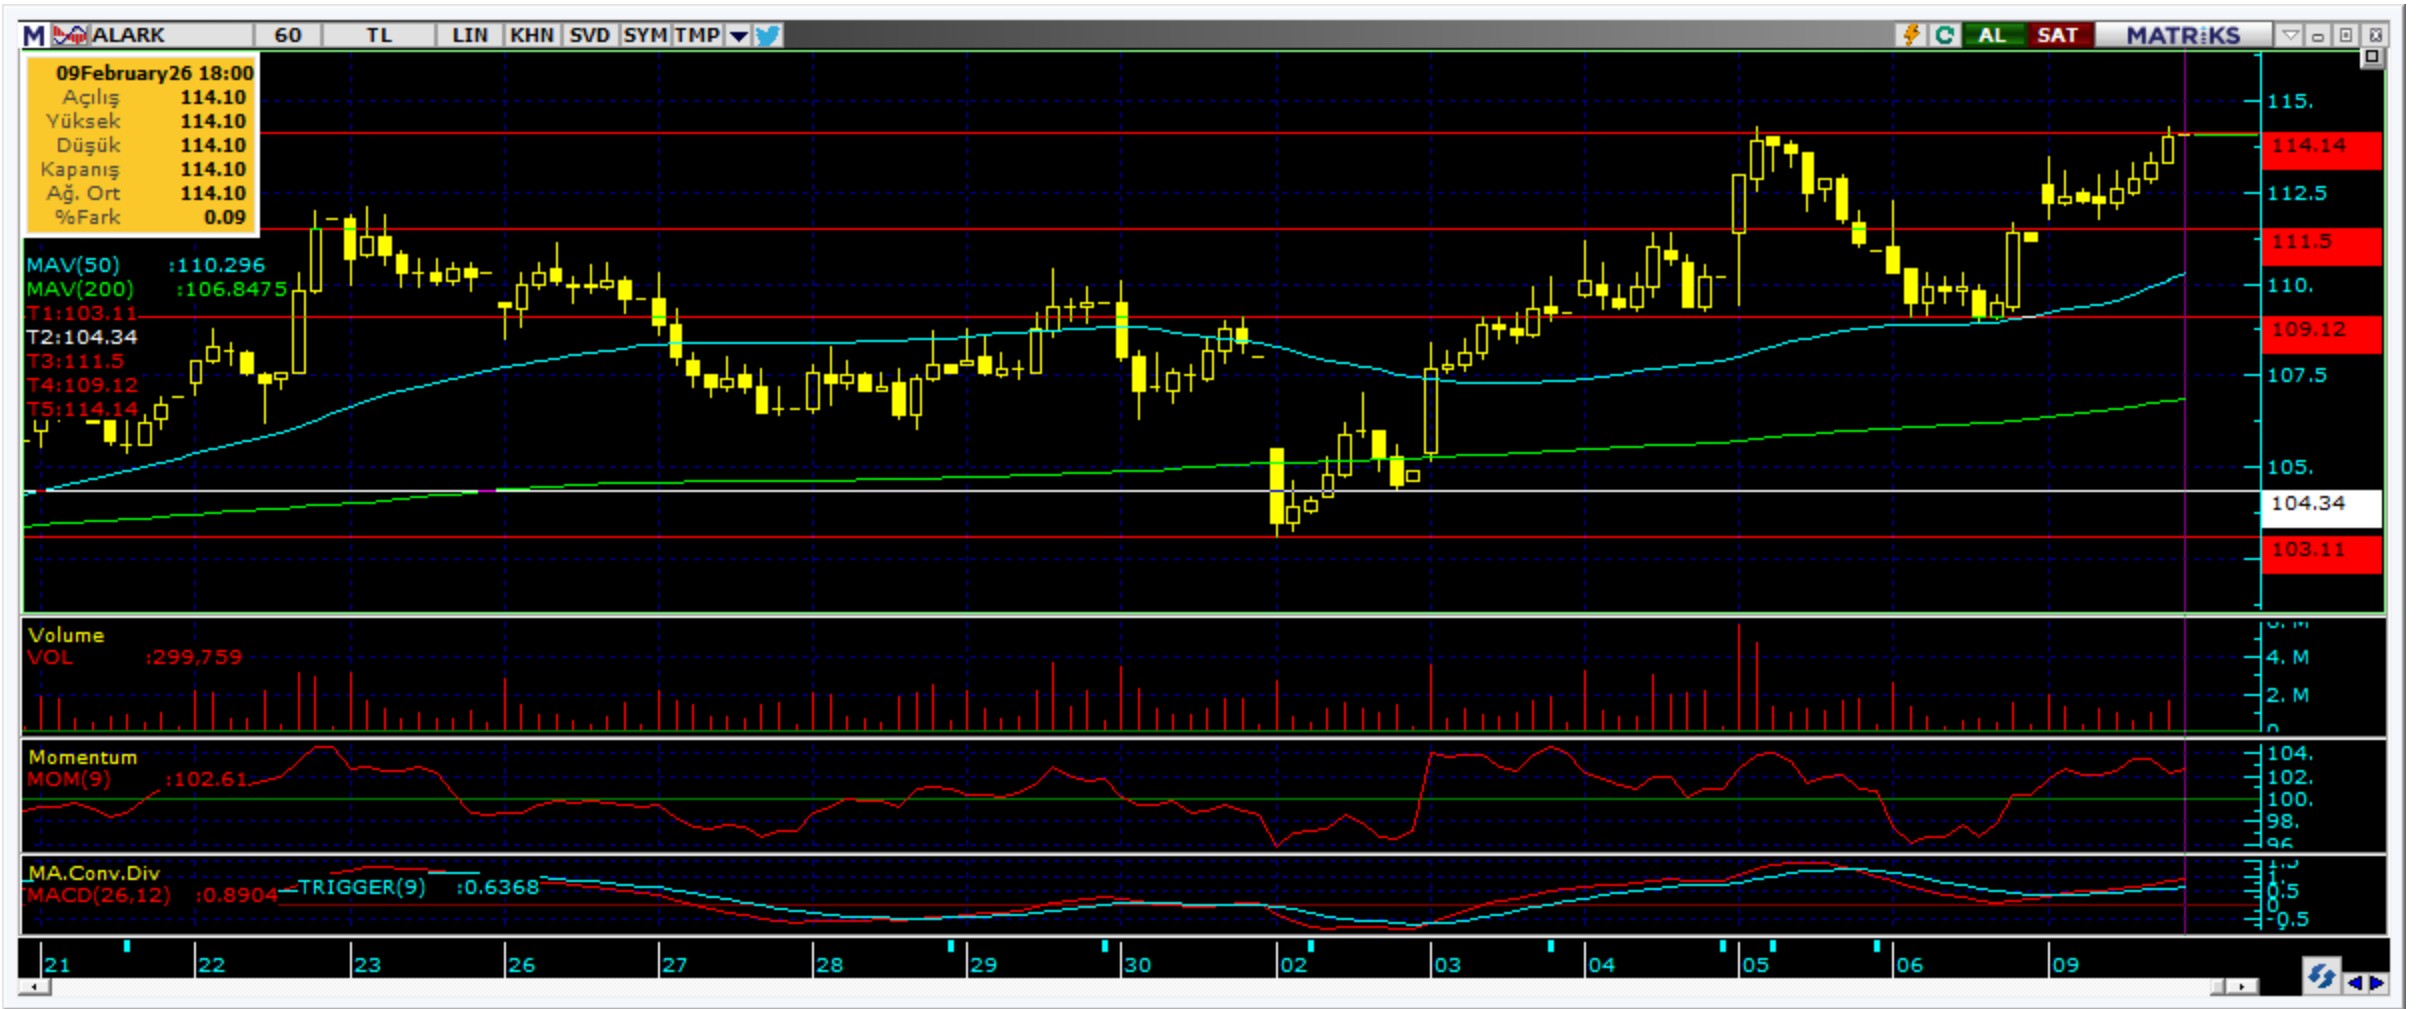 M ALARK 60 TL LIN KHN SVD SYM TMP AL SAT MATRiKS
09February26 18:00
Açılış 114.10
Yüksek 114.10
Düşük 114.10
Kapanış 114.10
Ağ. Ort 114.10
%Fark 0.09
MAV(50) :110.296
MAV(200) :106.8475
T1:103.11
T2:104.34
T3:111.5
T4:109.12
T5:114.14
115.
114.14
112.5
111.5
110.
109.12
107.5
105.
104.34
103.11
Volume
VOL :299,759
4. M
2. M
0
Momentum
MOM(9) :102.61
104.
102.
100.
98.
96
MA.Conv.Div
MACD(26,12) :0.8904 TRIGGER(9) :0.6368
1.5
1.
0.5
0.
-0.5
21 22 23 26 27 28 29 30 02 03 04 05 06 09